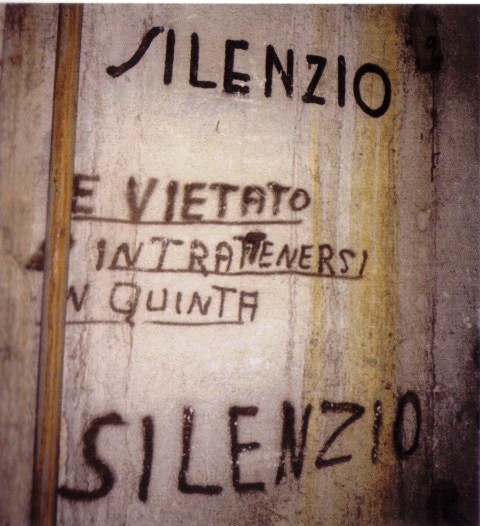 SILENZIO
E VIETATO
INTRATTENERSI
N QUINTA
SILENZIO